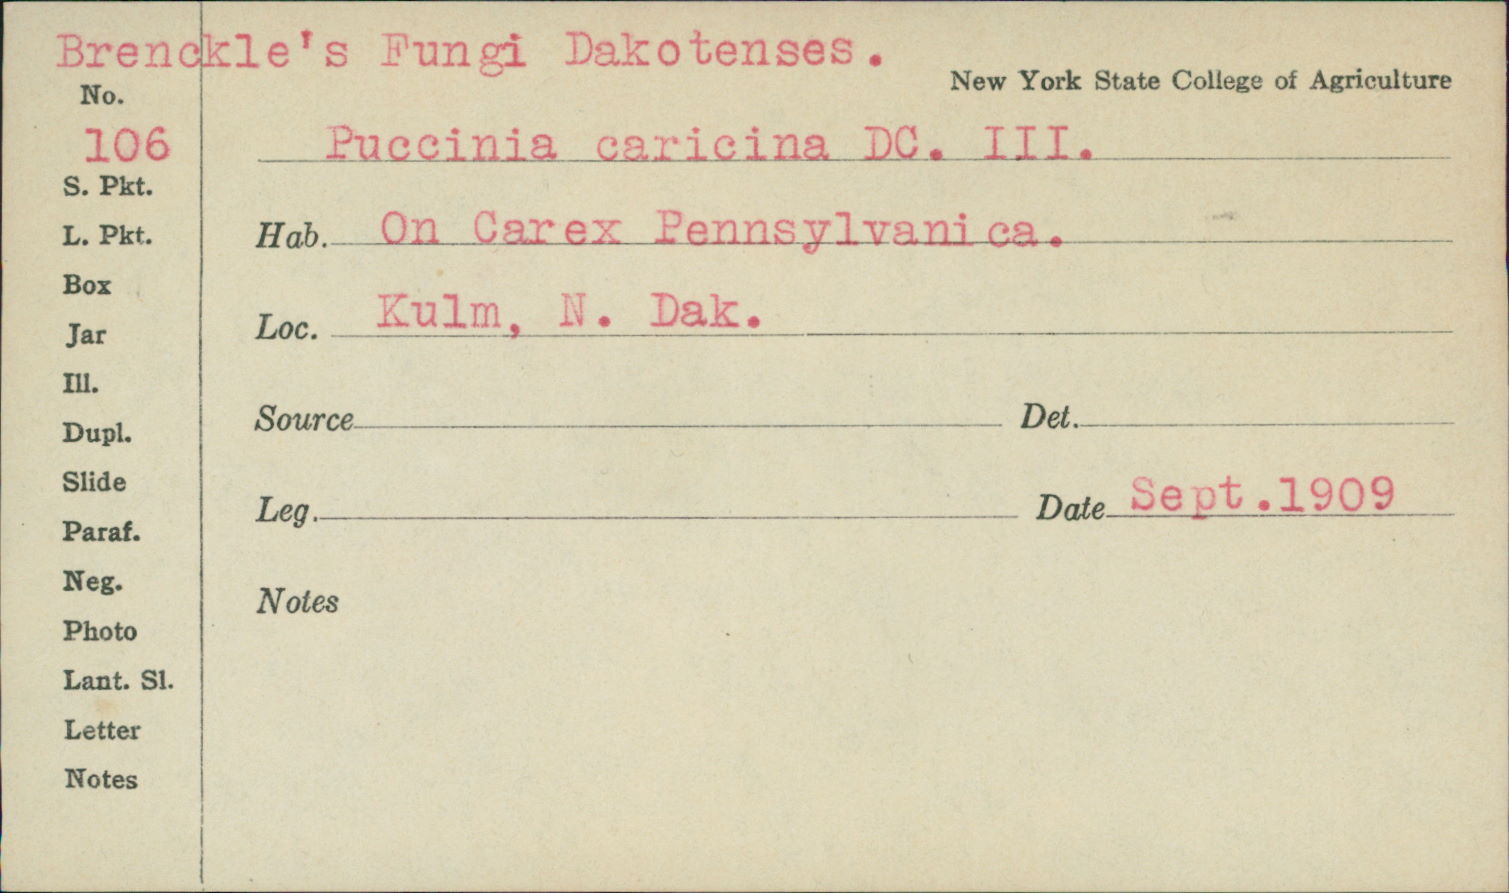 Brenckle's Fungi Dakotenses.
New York State College of Agriculture
No.
106
Puccinia caricina DC. III.
S. Pkt.
L. Pkt.
Hab. On Carex Pennsylvanica.
Box
Loc. Kulm, N. Dak.
Jar
Ill.
Dupl.
Source Det.
Slide
Leg. Date Sept.1909
Paraf.
Neg.
Notes
Photo
Lant. Sl.
Letter
Notes